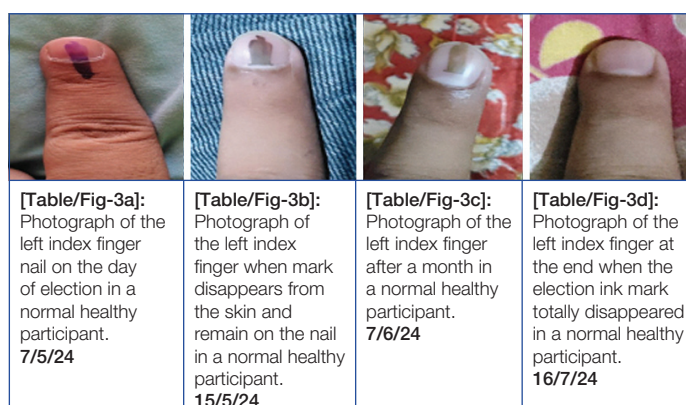 [Table/Fig-3a]:
Photograph of the
left index finger
nail on the day
of election in a
normal healthy
participant.
7/5/24
[Table/Fig-3b]:
Photograph of
the left index
finger when mark
disappears from
the skin and
remain on the nail
in a normal healthy
participant.
15/5/24
[Table/Fig-3c]:
Photograph of the
left index finger
after a month in
a normal healthy
participant.
7/6/24
[Table/Fig-3d]:
Photograph of the
left index finger at
the end when the
election ink mark
totally disappeared
in a normal healthy
participant.
16/7/24